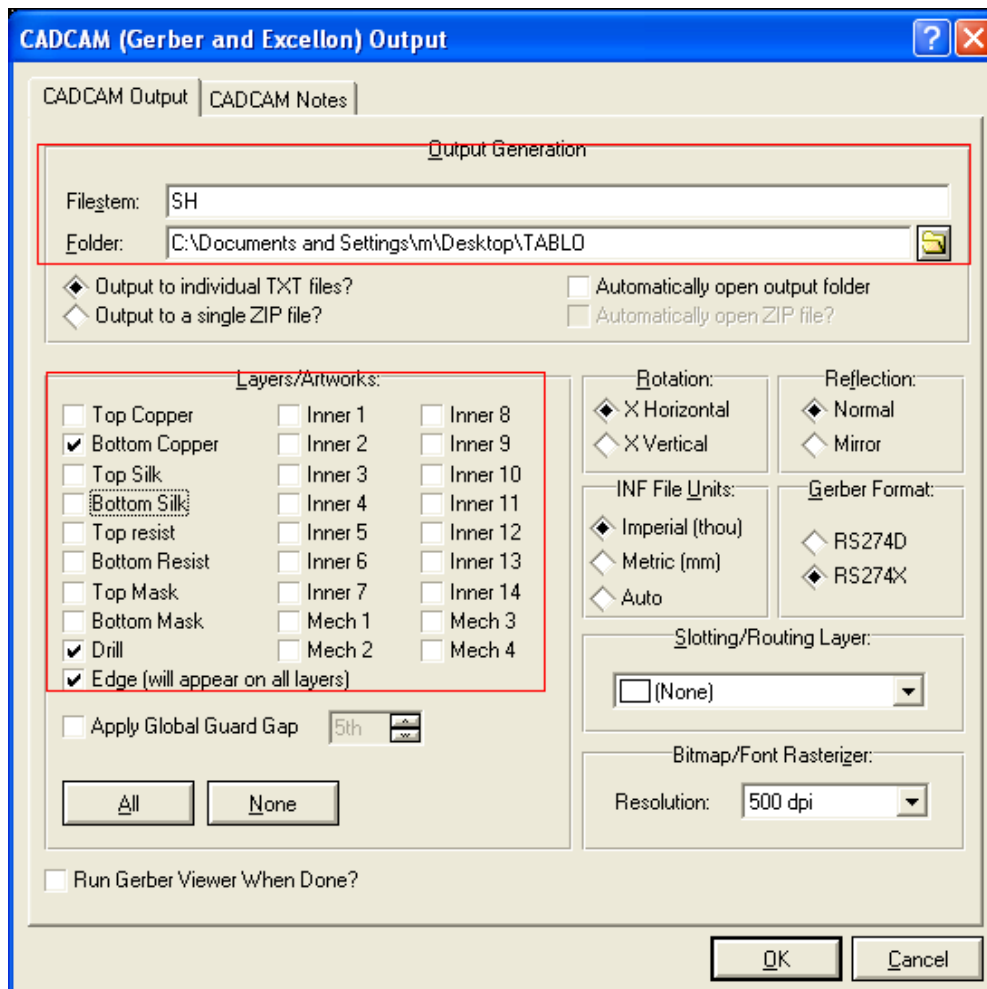 CADCAM (Gerber and Excellon) Output
CADCAM Output
CADCAM Notes
Output Generation
Filestem: SH
Folder: C:\Documents and Settings\m\Desktop\TABLO
Output to individual TXT files?
Automatically open output folder
Output to a single ZIP file?
Automatically open ZIP file?
Layers/Artworks:
Top Copper Inner 1 Inner 8
Bottom Copper Inner 2 Inner 9
Top Silk Inner 3 Inner 10
Bottom Silk Inner 4 Inner 11
Top resist Inner 5 Inner 12
Bottom Resist Inner 6 Inner 13
Top Mask Inner 7 Inner 14
Bottom Mask Mech 1 Mech 3
Drill Mech 2 Mech 4
Edge (will appear on all layers)
Apply Global Guard Gap 5th
All
None
Rotation:
X Horizontal
X Vertical
Reflection:
Normal
Mirror
INF File Units:
Imperial (thou)
Metric (mm)
Auto
Gerber Format:
RS274D
RS274X
Slotting/Routing Layer:
(None)
Bitmap/Font Rasterizer:
Resolution: 500 dpi
Run Gerber Viewer When Done?
OK
Cancel